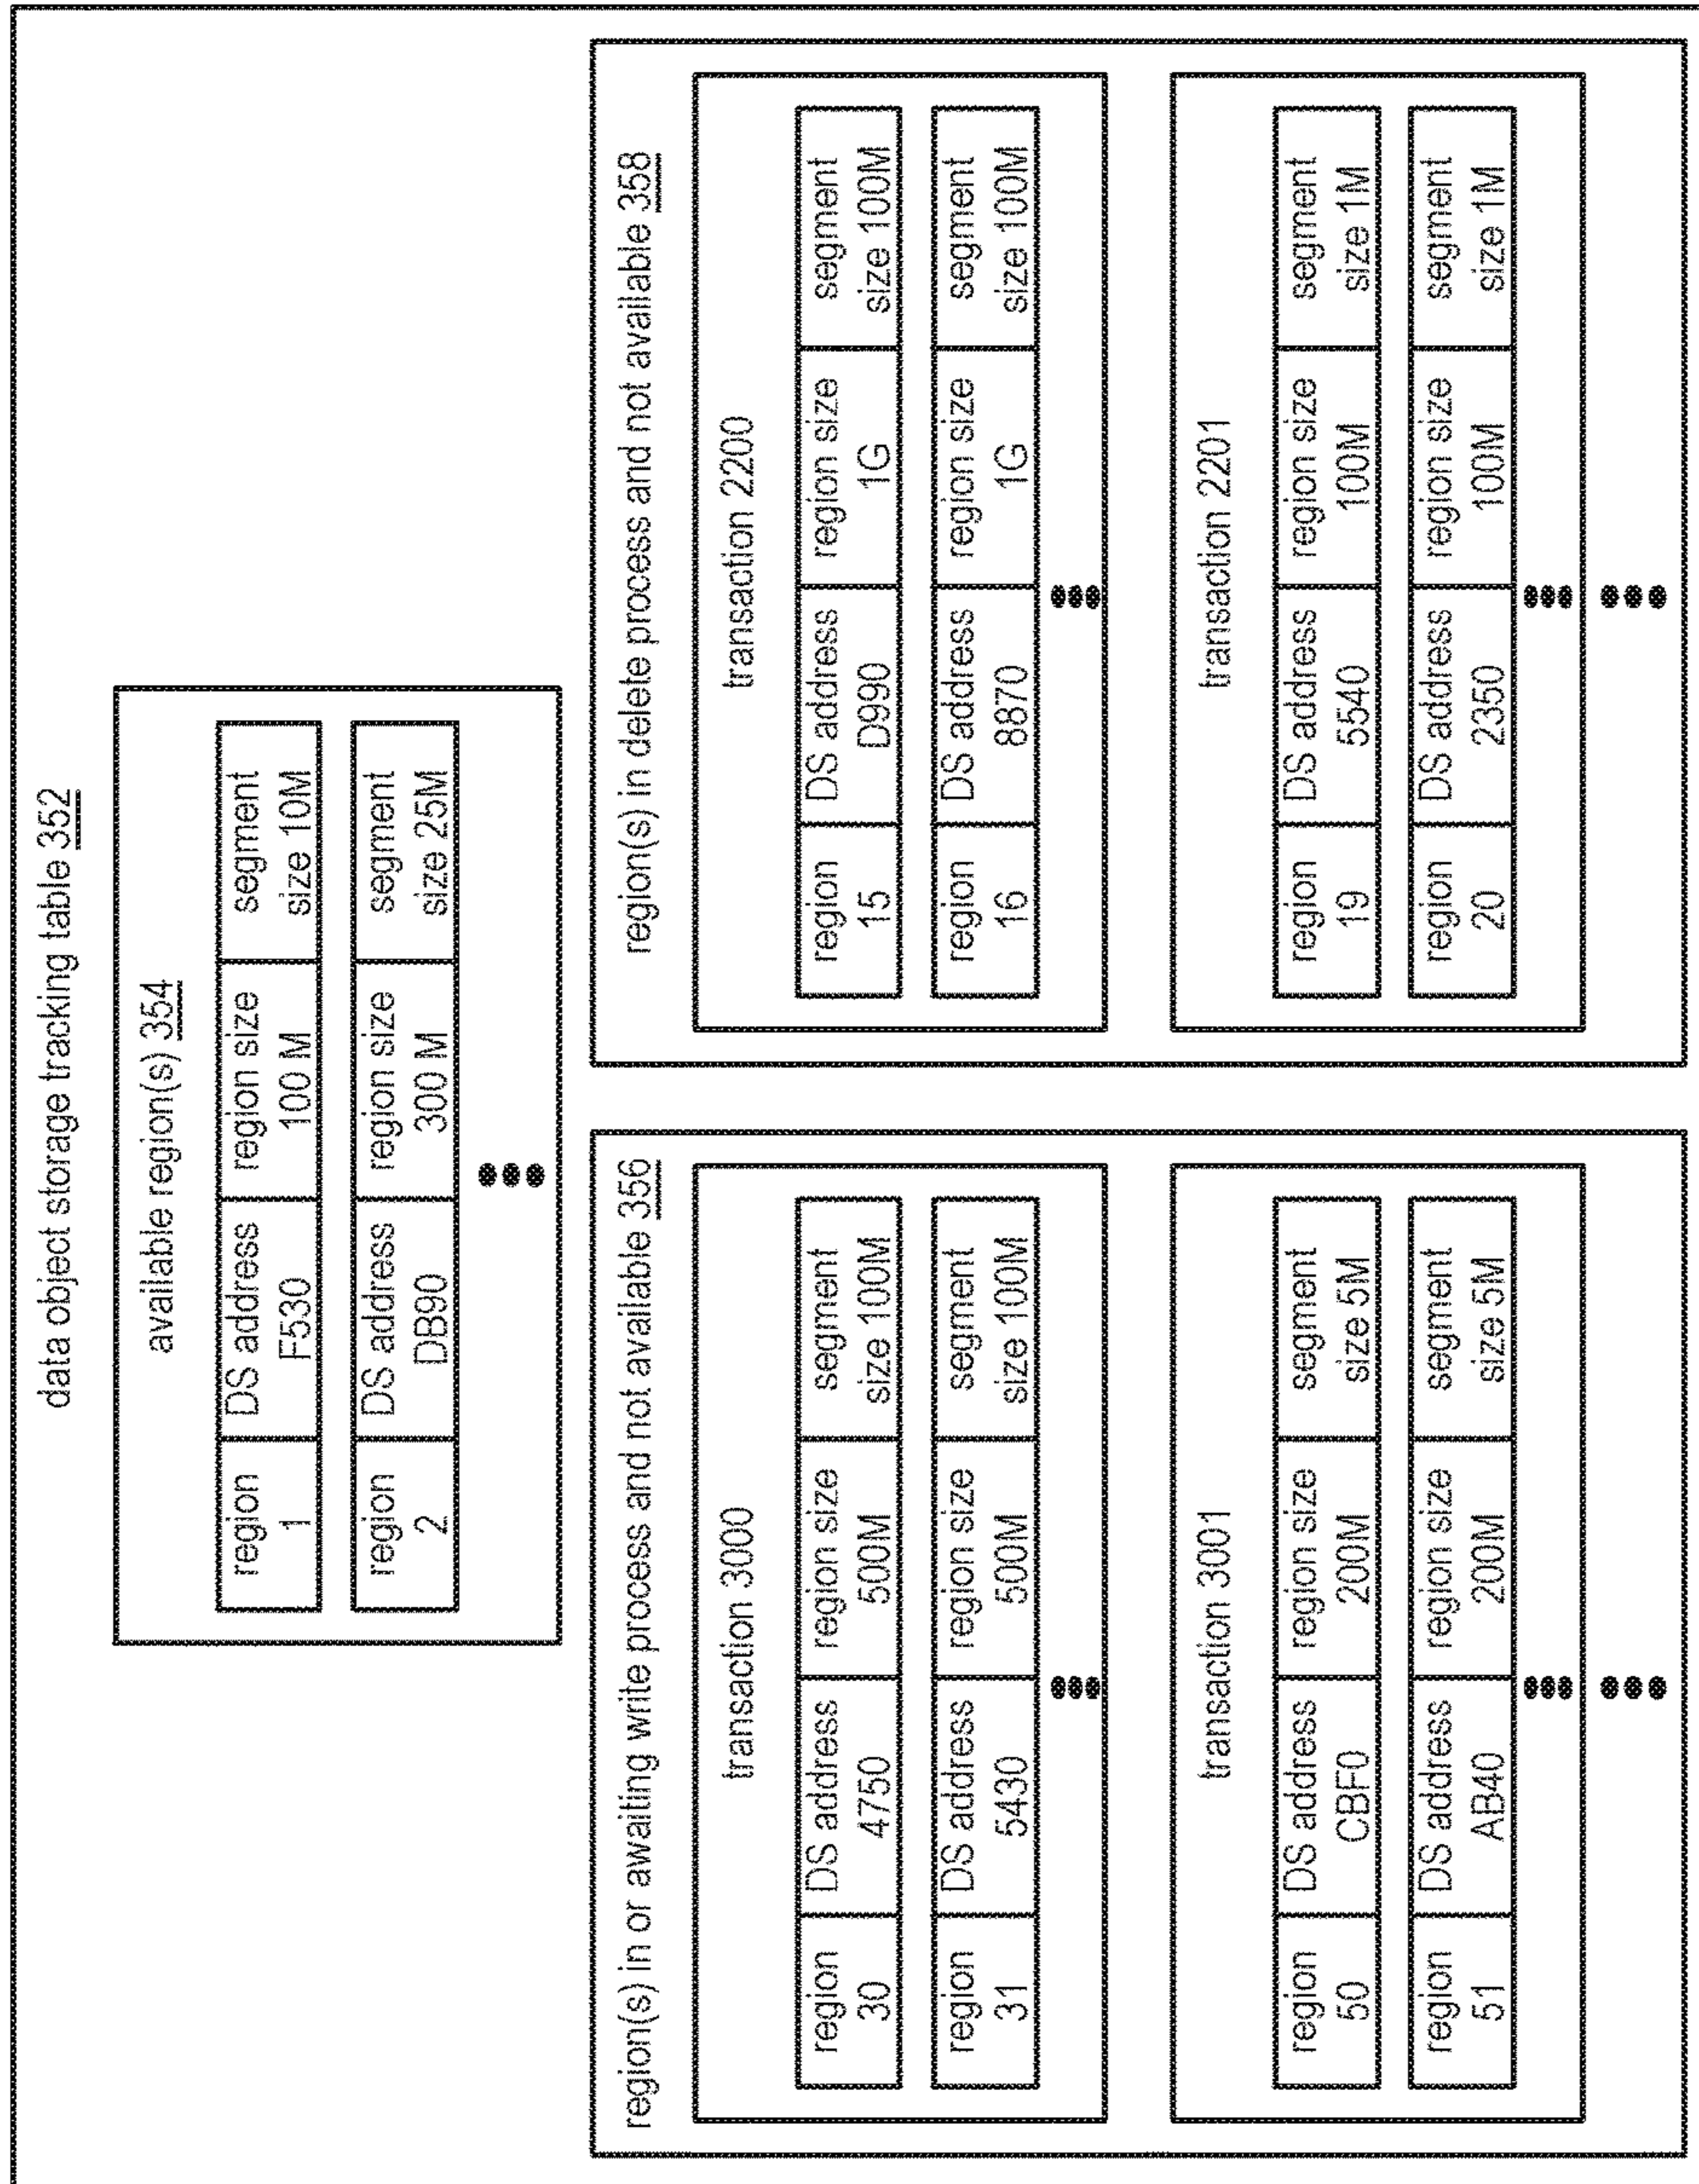 data object storage tracking table 352
available region(s) 354
region DS address region size segment
1 F530 100 M size 10M
region DS address region size segment
2 DB90 300 M size 25M
region(s) in or awaiting write process and not available 356
transaction 3000
region DS address region size segment
30 4750 500M size 100M
region DS address region size segment
31 5430 500M size 100M
transaction 3001
region DS address region size segment
50 CBF0 200M size 5M
region DS address region size segment
51 AB40 200M size 5M
region(s) in delete process and not available 358
transaction 2200
region DS address region size segment
15 D990 1G size 100M
region DS address region size segment
16 8870 1G size 100M
transaction 2201
region DS address region size segment
19 5540 100M size 1M
region DS address region size segment
20 2350 100M size 1M